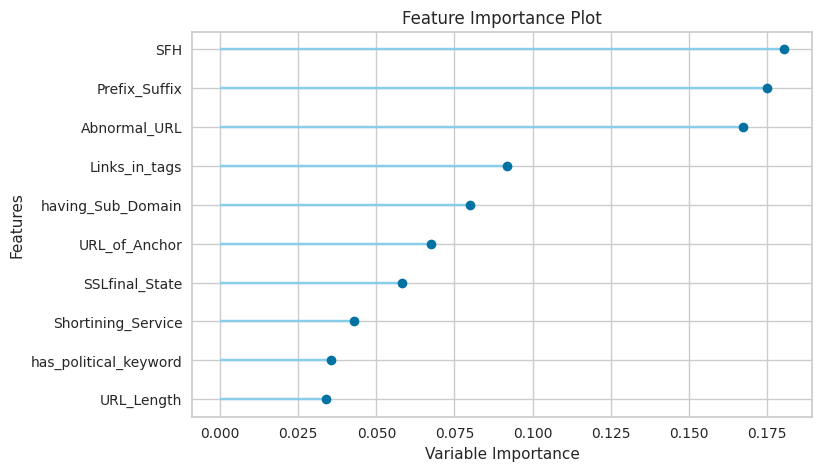 Feature Importance Plot
Features
SFH
Prefix_Suffix
Abnormal_URL
Links_in_tags
having_Sub_Domain
URL_of_Anchor
SSLfinal_State
Shortining_Service
has_political_keyword
URL_Length
0.000 0.025 0.050 0.075 0.100 0.125 0.150 0.175
Variable Importance